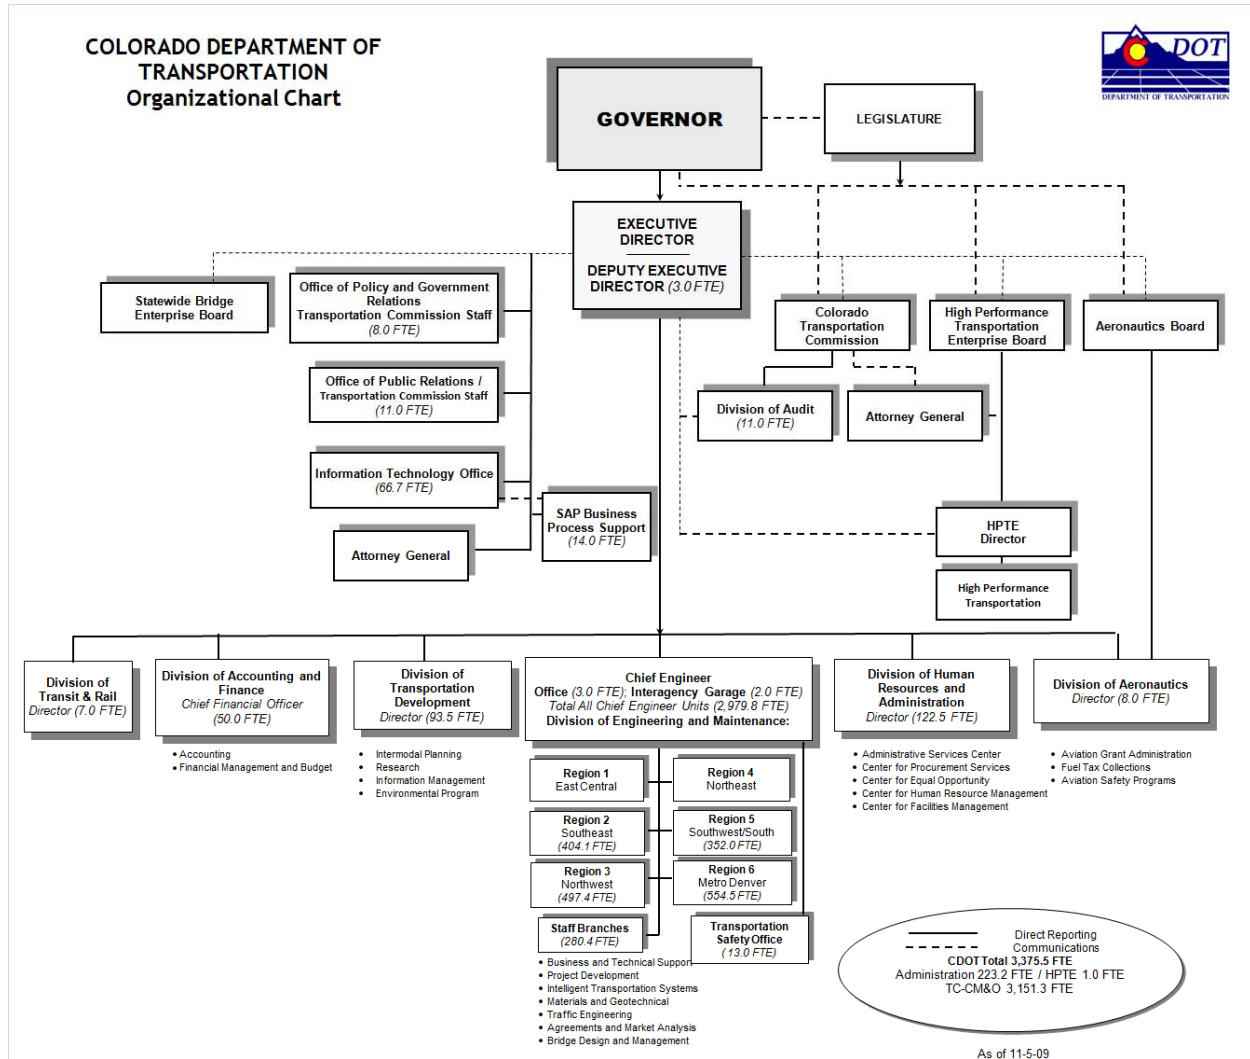 COLORADO DEPARTMENT OF
TRANSPORTATION
Organizational Chart
DOT
DEPARTMENT OF TRANSPORTATION
GOVERNOR
LEGISLATURE
EXECUTIVE
DIRECTOR
DEPUTY EXECUTIVE
DIRECTOR (3.0 FTE)
Statewide Bridge
Enterprise Board
Office of Policy and Government
Relations
Transportation Commission Staff
(8.0 FTE)
Colorado
Transportation
Commission
High Performance
Transportation
Enterprise Board
Aeronautics Board
Office of Public Relations /
Transportation Commission Staff
(11.0 FTE)
Division of Audit
(11.0 FTE)
Attorney General
Information Technology Office
(66.7 FTE)
SAP Business
Process Support
(14.0 FTE)
Attorney General
HPTE
Director
High Performance
Transportation
Division of
Transit & Rail
Director (7.0 FTE)
Division of Accounting and
Finance
Chief Financial Officer
(50.0 FTE)
• Accounting
• Financial Management and Budget
Division of
Transportation
Development
Director (93.5 FTE)
• Intermodal Planning
• Research
• Information Management
• Environmental Program
Chief Engineer
Office (3.0 FTE); Interagency Garage (2.0 FTE)
Total All Chief Engineer Units (2,979.8 FTE)
Division of Engineering and Maintenance:
Division of Human
Resources and
Administration
Director (122.5 FTE)
• Administrative Services Center
• Center for Procurement Services
• Center for Equal Opportunity
• Center for Human Resource Management
• Center for Facilities Management
Division of Aeronautics
Director (8.0 FTE)
• Aviation Grant Administration
• Fuel Tax Collections
• Aviation Safety Programs
Region 1
East Central
Region 4
Northeast
Region 2
Southeast
(404.1 FTE)
Region 5
Southwest/South
(352.0 FTE)
Region 3
Northwest
(497.4 FTE)
Region 6
Metro Denver
(554.5 FTE)
Staff Branches
(280.4 FTE)
Transportation
Safety Office
(13.0 FTE)
• Business and Technical Support
• Project Development
• Intelligent Transportation Systems
• Materials and Geotechnical
• Traffic Engineering
• Agreements and Market Analysis
• Bridge Design and Management
Direct Reporting
Communications
CDOT Total 3,375.5 FTE
Administration 223.2 FTE / HPTE 1.0 FTE
TC-CM&O 3,151.3 FTE
As of 11-5-09